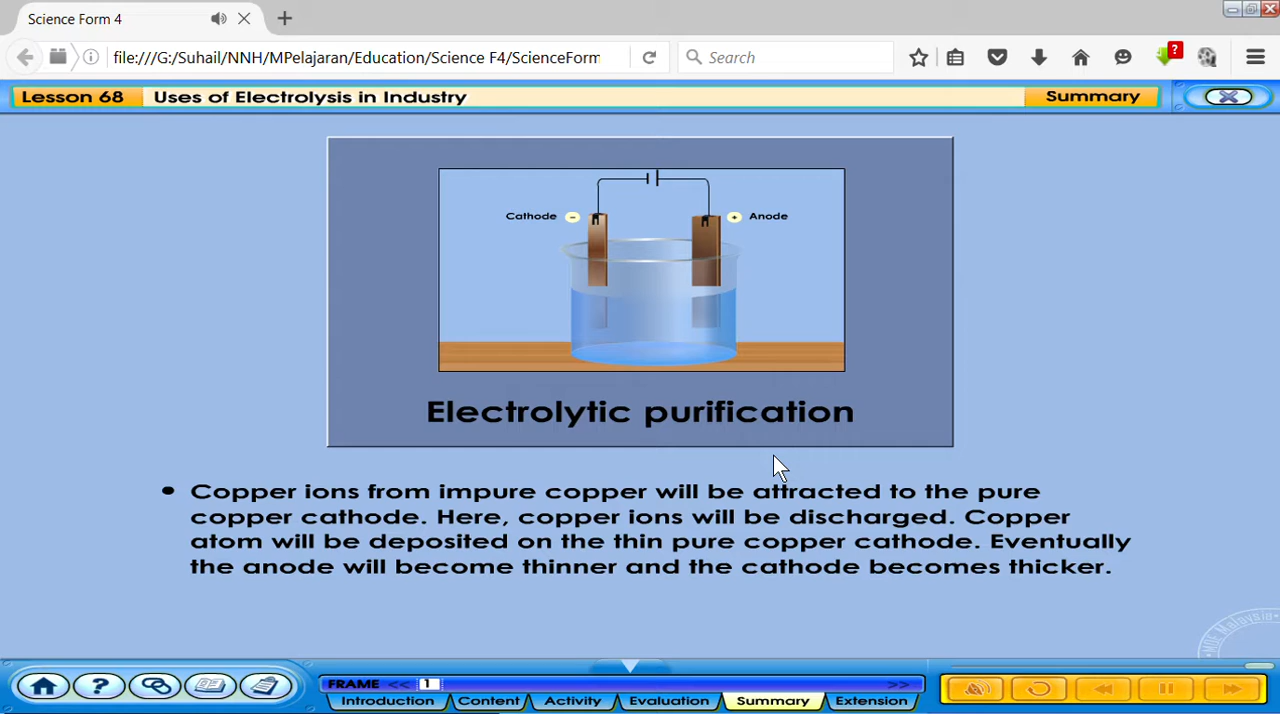 Science Form 4
file:///G:/Suhail/NNH/MPelajaran/Education/Science F4/ScienceForm
Search
?
Lesson 68 Uses of Electrolysis in Industry Summary
Cathode − + Anode
Electrolytic purification
• Copper ions from impure copper will be attracted to the pure
copper cathode. Here, copper ions will be discharged. Copper
atom will be deposited on the thin pure copper cathode. Eventually
the anode will become thinner and the cathode becomes thicker.
MOE Malaysia
?
FRAME << 1 >>
Introduction Content Activity Evaluation Summary Extension